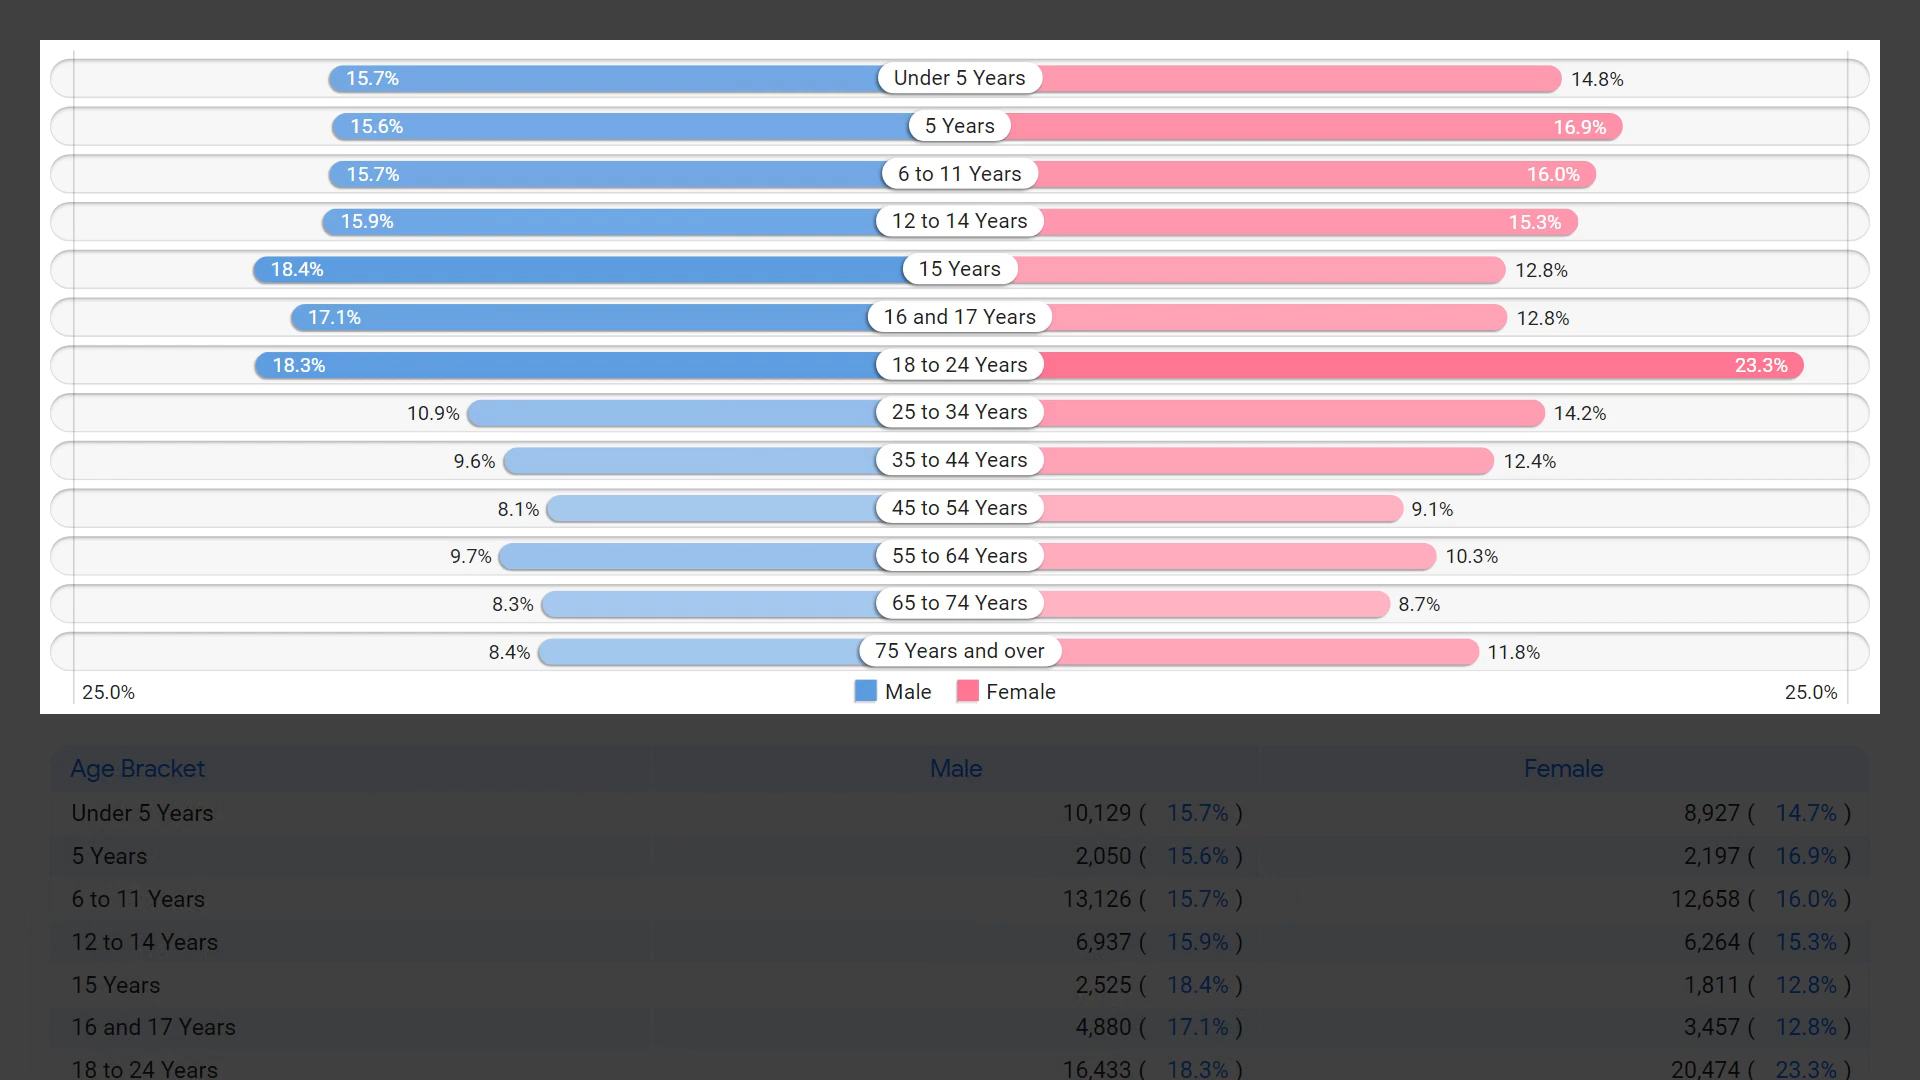 15.7% Under 5 Years 14.8%
15.6% 5 Years 16.9%
15.7% 6 to 11 Years 16.0%
15.9% 12 to 14 Years 15.3%
18.4% 15 Years 12.8%
17.1% 16 and 17 Years 12.8%
18.3% 18 to 24 Years 23.3%
10.9% 25 to 34 Years 14.2%
9.6% 35 to 44 Years 12.4%
8.1% 45 to 54 Years 9.1%
9.7% 55 to 64 Years 10.3%
8.3% 65 to 74 Years 8.7%
8.4% 75 Years and over 11.8%
25.0% Male Female 25.0%
Age Bracket Male Female
Under 5 Years 10,129 ( 15.7% ) 8,927 ( 14.7% )
5 Years 2,050 ( 15.6% ) 2,197 ( 16.9% )
6 to 11 Years 13,126 ( 15.7% ) 12,658 ( 16.0% )
12 to 14 Years 6,937 ( 15.9% ) 6,264 ( 15.3% )
15 Years 2,525 ( 18.4% ) 1,811 ( 12.8% )
16 and 17 Years 4,880 ( 17.1% ) 3,457 ( 12.8% )
18 to 24 Years 16,433 ( 18.3% ) 20,474 ( 23.3% )